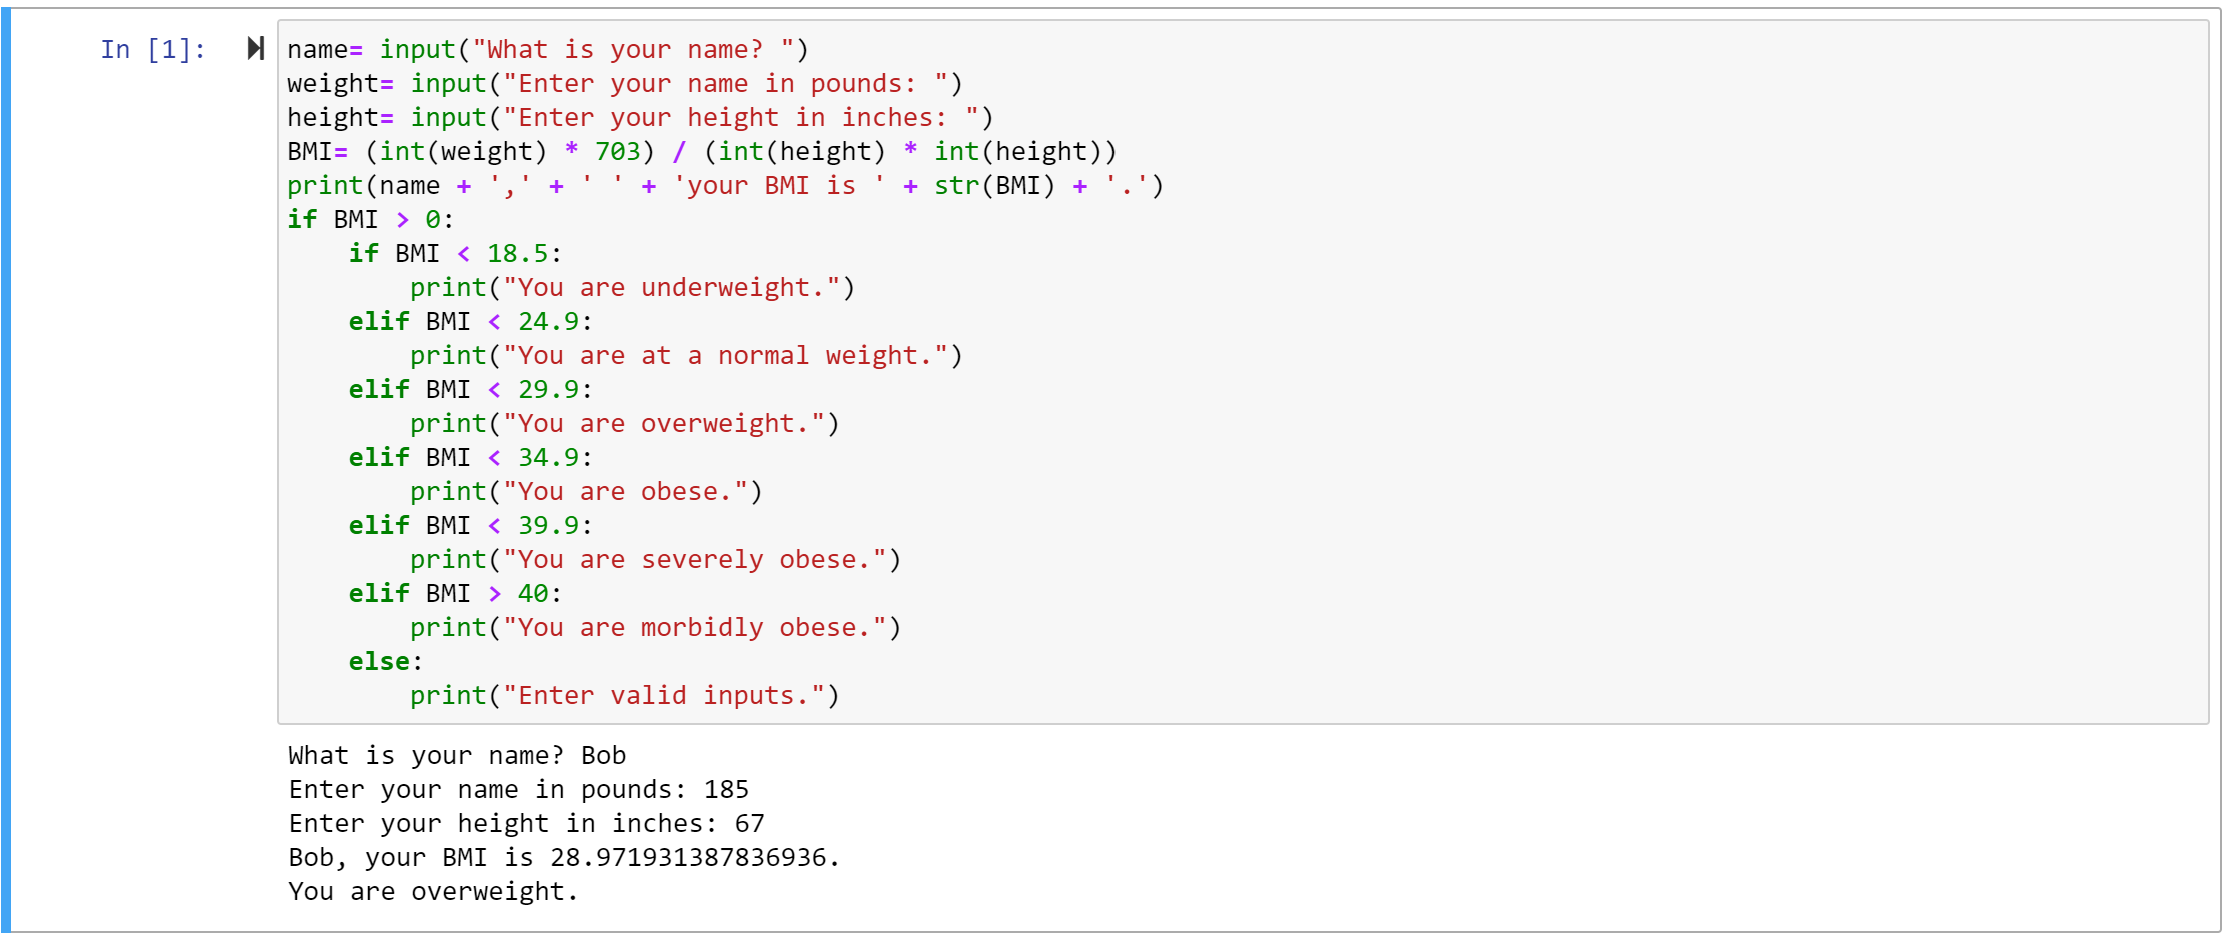 In [1]:
name= input("What is your name? ")
weight= input("Enter your name in pounds: ")
height= input("Enter your height in inches: ")
BMI= (int(weight) * 703) / (int(height) * int(height))
print(name + ',' + ' ' + 'your BMI is ' + str(BMI) + '.')
if BMI > 0:
    if BMI < 18.5:
        print("You are underweight.")
    elif BMI < 24.9:
        print("You are at a normal weight.")
    elif BMI < 29.9:
        print("You are overweight.")
    elif BMI < 34.9:
        print("You are obese.")
    elif BMI < 39.9:
        print("You are severely obese.")
    elif BMI > 40:
        print("You are morbidly obese.")
    else:
        print("Enter valid inputs.")
What is your name? Bob
Enter your name in pounds: 185
Enter your height in inches: 67
Bob, your BMI is 28.971931387836936.
You are overweight.